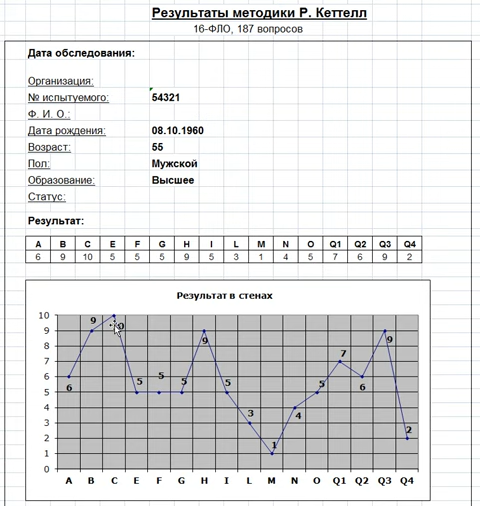 Результаты методики Р. Кеттелл
16-ФЛО, 187 вопросов
Дата обследования:
Организация:
№ испытуемого: 54321
Ф. И. О.:
Дата рождения: 08.10.1960
Возраст: 55
Пол: Мужской
Образование: Высшее
Статус:
Результат:
A B C E F G H I L M N O Q1 Q2 Q3 Q4
6 9 10 5 5 5 9 5 3 1 4 5 7 6 9 2
Результат в стенах
10
9
8
7
6
5
4
3
2
1
0
6 9 0 5 5 5 9 5 3 1 4 5 7 6 9 2
A B C E F G H I L M N O Q1 Q2 Q3 Q4